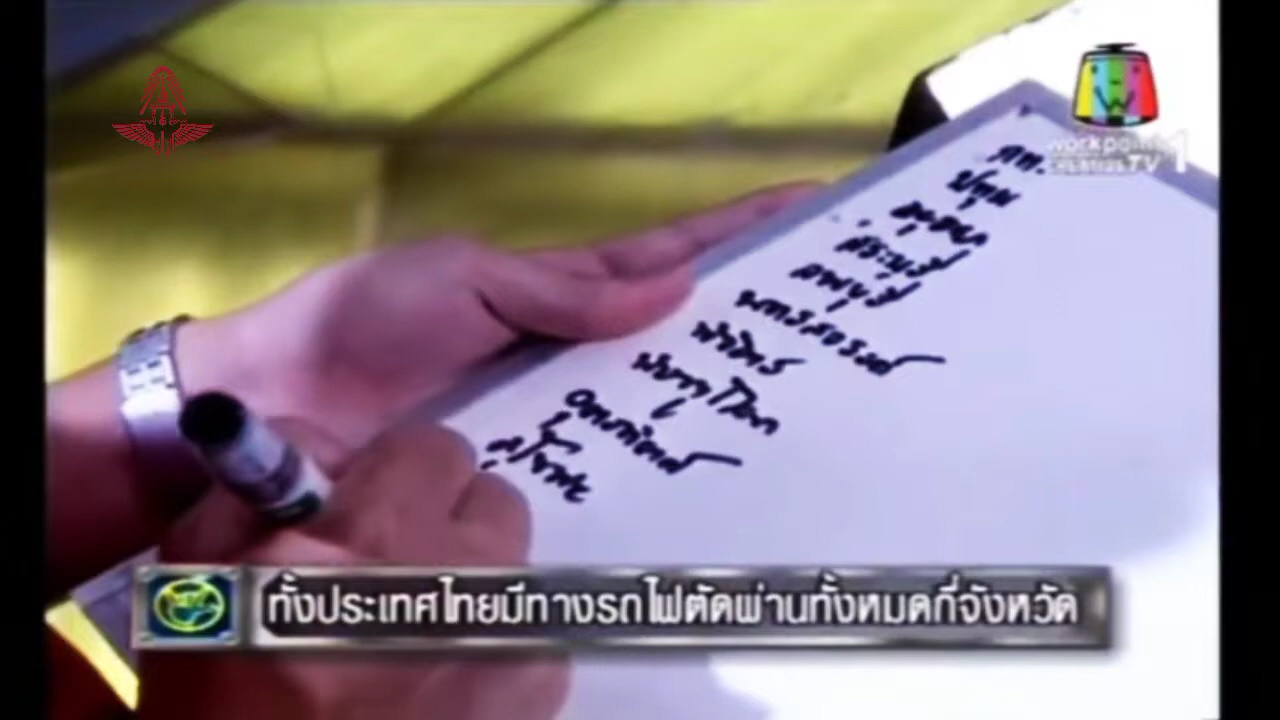 workpoint
CREATIVE TV 1
กท.
ปทุม
อยุธยา
สระบุรี
ลพบุรี
นครสวรรค์
พิจิตร
พิษณุโลก
อุตรดิตถ์
สุโขทัย
ทั้งประเทศไทยมีทางรถไฟตัดผ่านทั้งหมดกี่จังหวัด